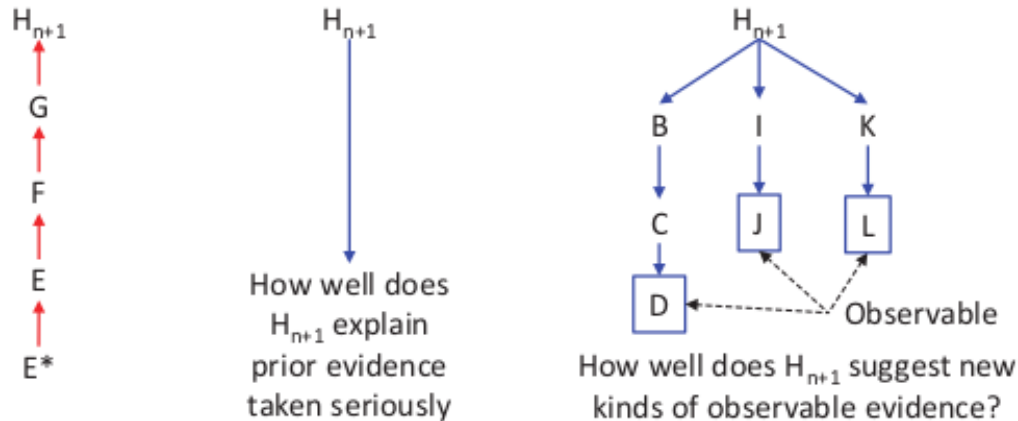 Hn+1
G
F
E
E*
Hn+1
How well does
Hn+1 explain
prior evidence
taken seriously
Hn+1
B I K
C J L
D
Observable
How well does Hn+1 suggest new
kinds of observable evidence?